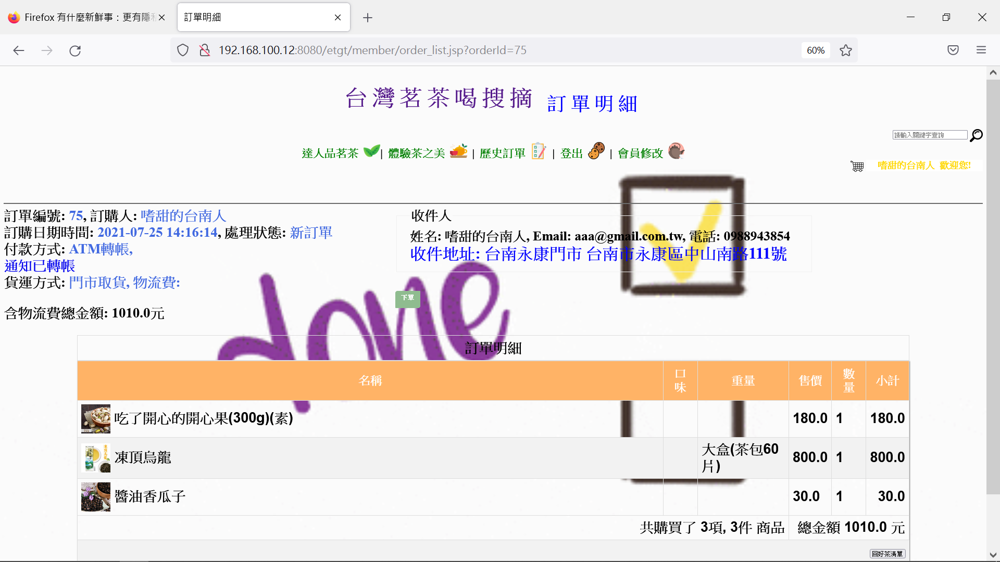 Firefox 有什麼新鮮事：更有隱私
訂單明細
192.168.100.12:8080/etgt/member/order_list.jsp?orderId=75
60%
台灣茗茶喝搜摘 訂單明細
請輸入關鍵字查詢
達人品茗茶 | 體驗茶之美 | 歷史訂單 | 登出 | 會員修改
嗜甜的台南人 歡迎您!
訂單編號: 75, 訂購人: 嗜甜的台南人
訂購日期時間: 2021-07-25 14:16:14, 處理狀態: 新訂單
付款方式: ATM轉帳,
通知已轉帳
貨運方式: 門市取貨, 物流費:
含物流費總金額: 1010.0元
收件人
姓名: 嗜甜的台南人, Email: aaa@gmail.com.tw, 電話: 0988943854
收件地址: 台南永康門市 台南市永康區中山南路111號
下單
done
訂單明細
名稱 口味 重量 售價 數量 小計
吃了開心的開心果(300g)(素) 180.0 1 180.0
凍頂烏龍 大盒(茶包60片) 800.0 1 800.0
醬油香瓜子 30.0 1 30.0
共購買了 3項, 3件 商品 總金額 1010.0 元
回好茶清單